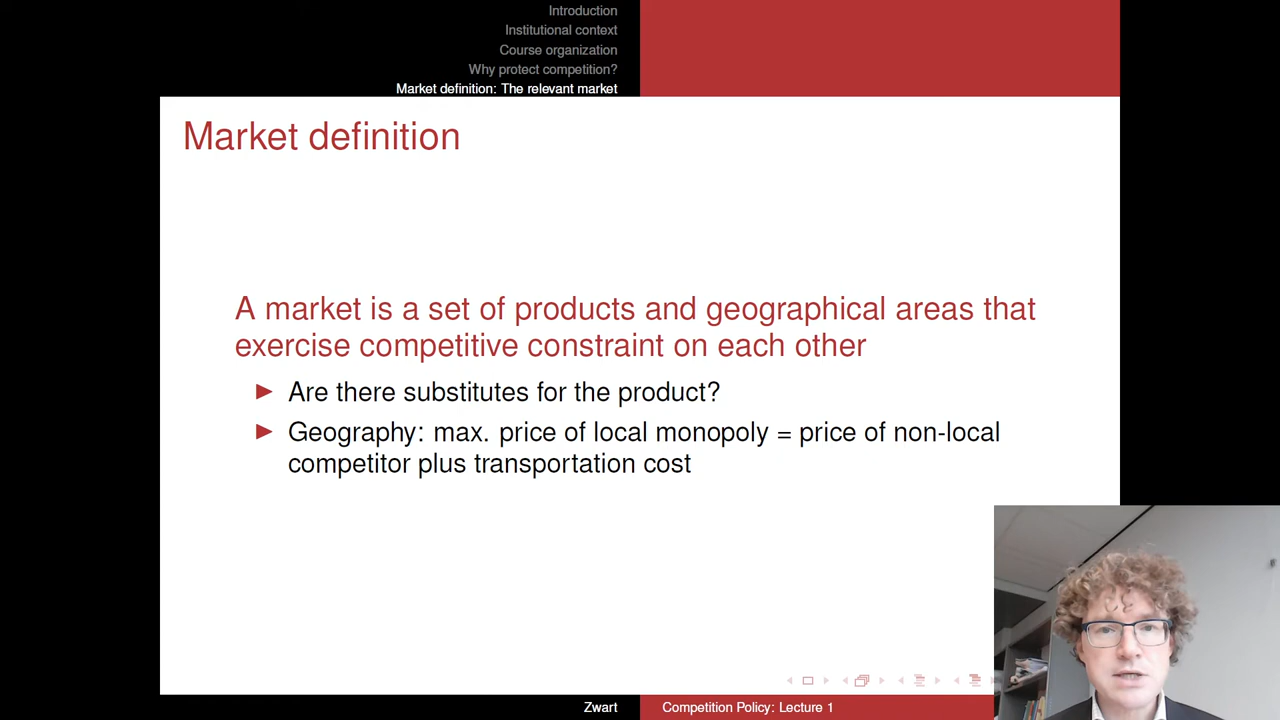 Introduction
Institutional context
Course organization
Why protect competition?
Market definition: The relevant market
Market definition
A market is a set of products and geographical areas that
exercise competitive constraint on each other
Are there substitutes for the product?
Geography: max. price of local monopoly = price of non-local
competitor plus transportation cost
Zwart
Competition Policy: Lecture 1